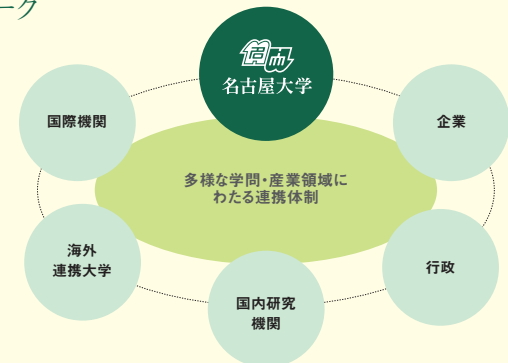 ーク
名大
名古屋大学
国際機関
企業
多様な学問・産業領域に
わたる連携体制
海外
連携大学
行政
国内研究
機関